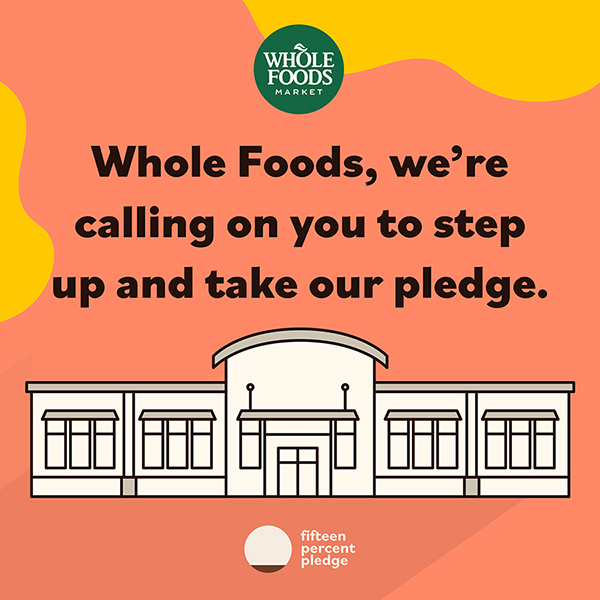 WHOLE
FOODS
MARKET
Whole Foods, we’re
calling on you to step
up and take our pledge.
fifteen
percent
pledge